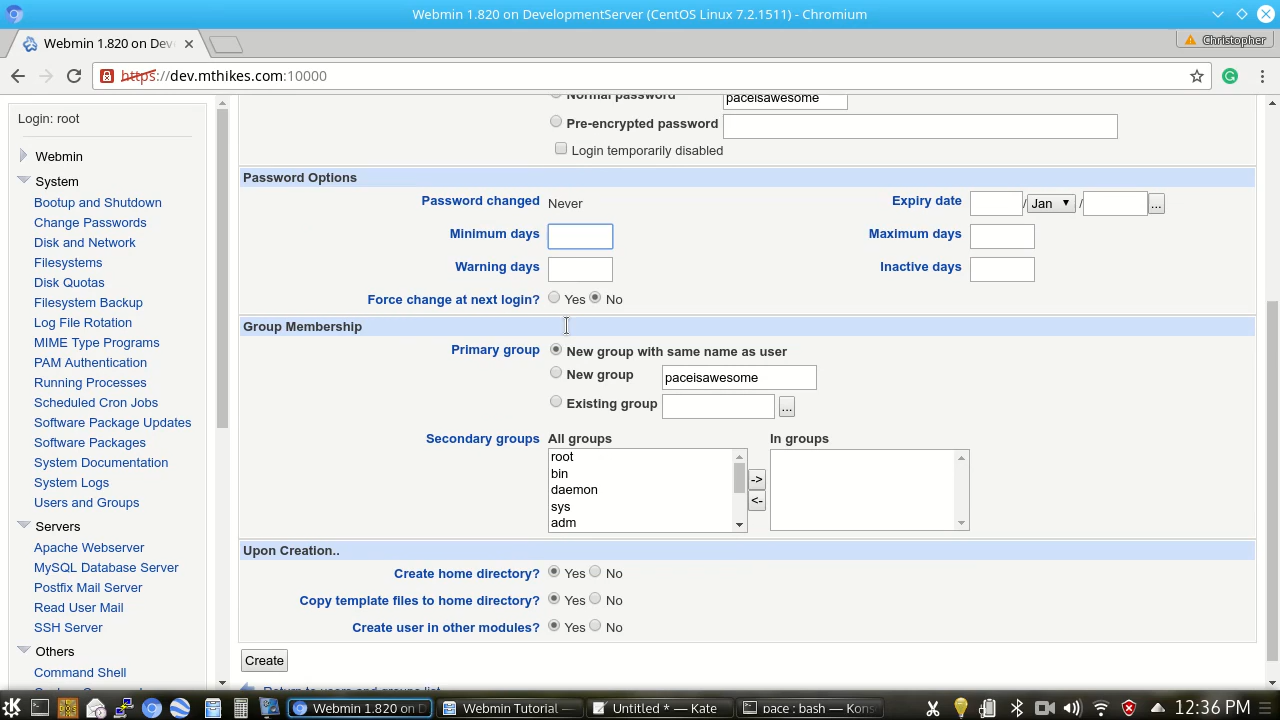 Webmin 1.820 on DevelopmentServer (CentOS Linux 7.2.1511) - Chromium
Webmin 1.820 on Dev
Christopher
https://dev.mthikes.com:10000
Login: root
Webmin
System
Bootup and Shutdown
Change Passwords
Disk and Network
Filesystems
Disk Quotas
Filesystem Backup
Log File Rotation
MIME Type Programs
PAM Authentication
Running Processes
Scheduled Cron Jobs
Software Package Updates
Software Packages
System Documentation
System Logs
Users and Groups
Servers
Apache Webserver
MySQL Database Server
Postfix Mail Server
Read User Mail
SSH Server
Others
Command Shell
Normal password paceisawesome
Pre-encrypted password
Login temporarily disabled
Password Options
Password changed Never Expiry date / Jan / ...
Minimum days Maximum days
Warning days Inactive days
Force change at next login? Yes No
Group Membership
Primary group New group with same name as user
New group paceisawesome
Existing group ...
Secondary groups All groups In groups
root
bin
daemon
sys
adm
->
<-
Upon Creation..
Create home directory? Yes No
Copy template files to home directory? Yes No
Create user in other modules? Yes No
Create
Return to users and groups list
Webmin 1.820 on D
Webmin Tutorial —
Untitled * — Kate
pace : bash — Kons
12:36 PM